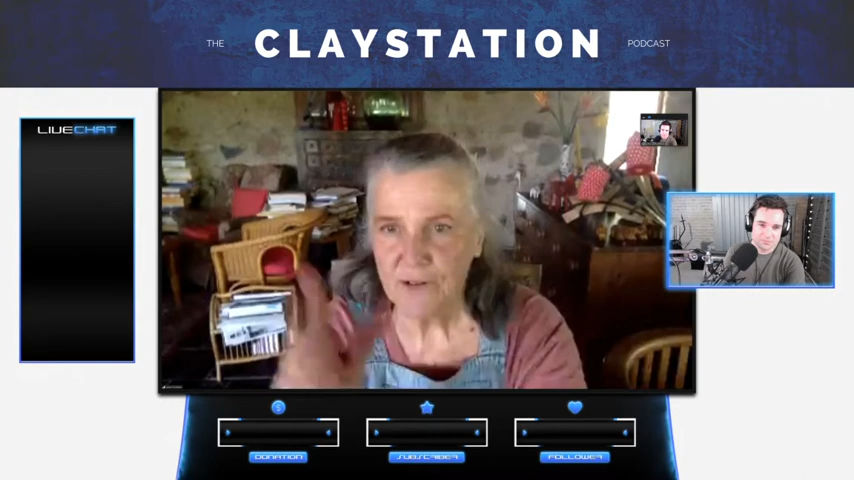 THE CLAYSTATION PODCAST
LIVECHAT
DONATION
SUBSCRIBER
FOLLOWER